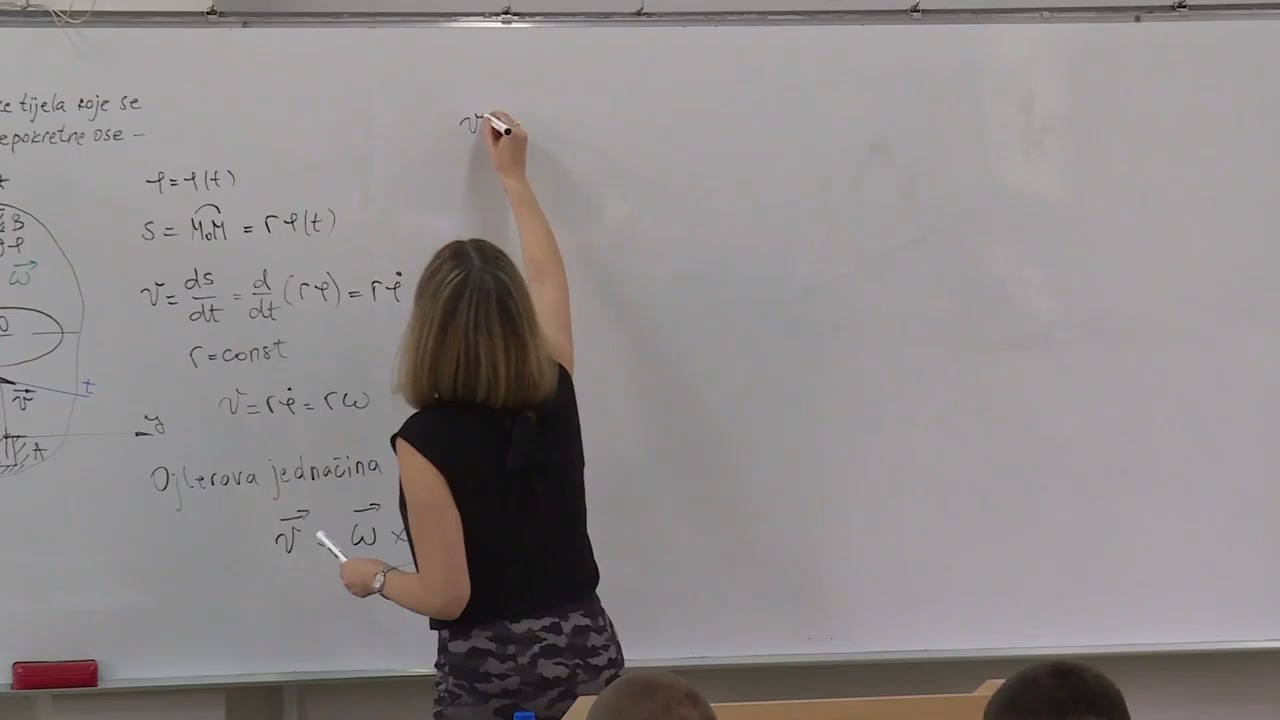 tijela koje se
nepokretne ose -
B
φ
ω⃗
O
t
v⃗
y
A
φ=φ(t)
s = M₀M = rφ(t)
v = ds/dt = d/dt (rφ) = rφ̇
r=const
v=rφ̇=rω
Ojlerova jednačina
v⃗ = ω⃗ ×
v